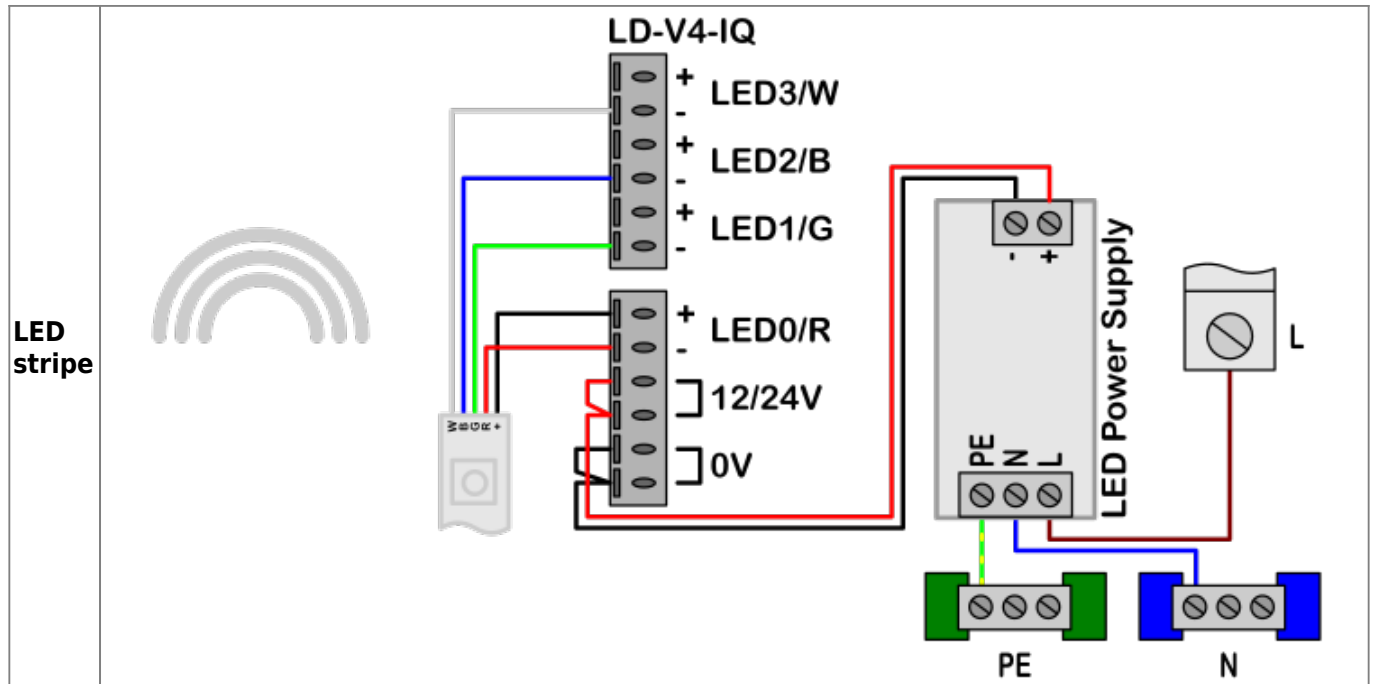 LED
stripe
LD-V4-IQ
+
LED3/W
-
+
LED2/B
-
+
LED1/G
-
+
LED0/R
-
12/24V
0V
W B G R +
- +
LED Power Supply
PE N L
L
PE
N